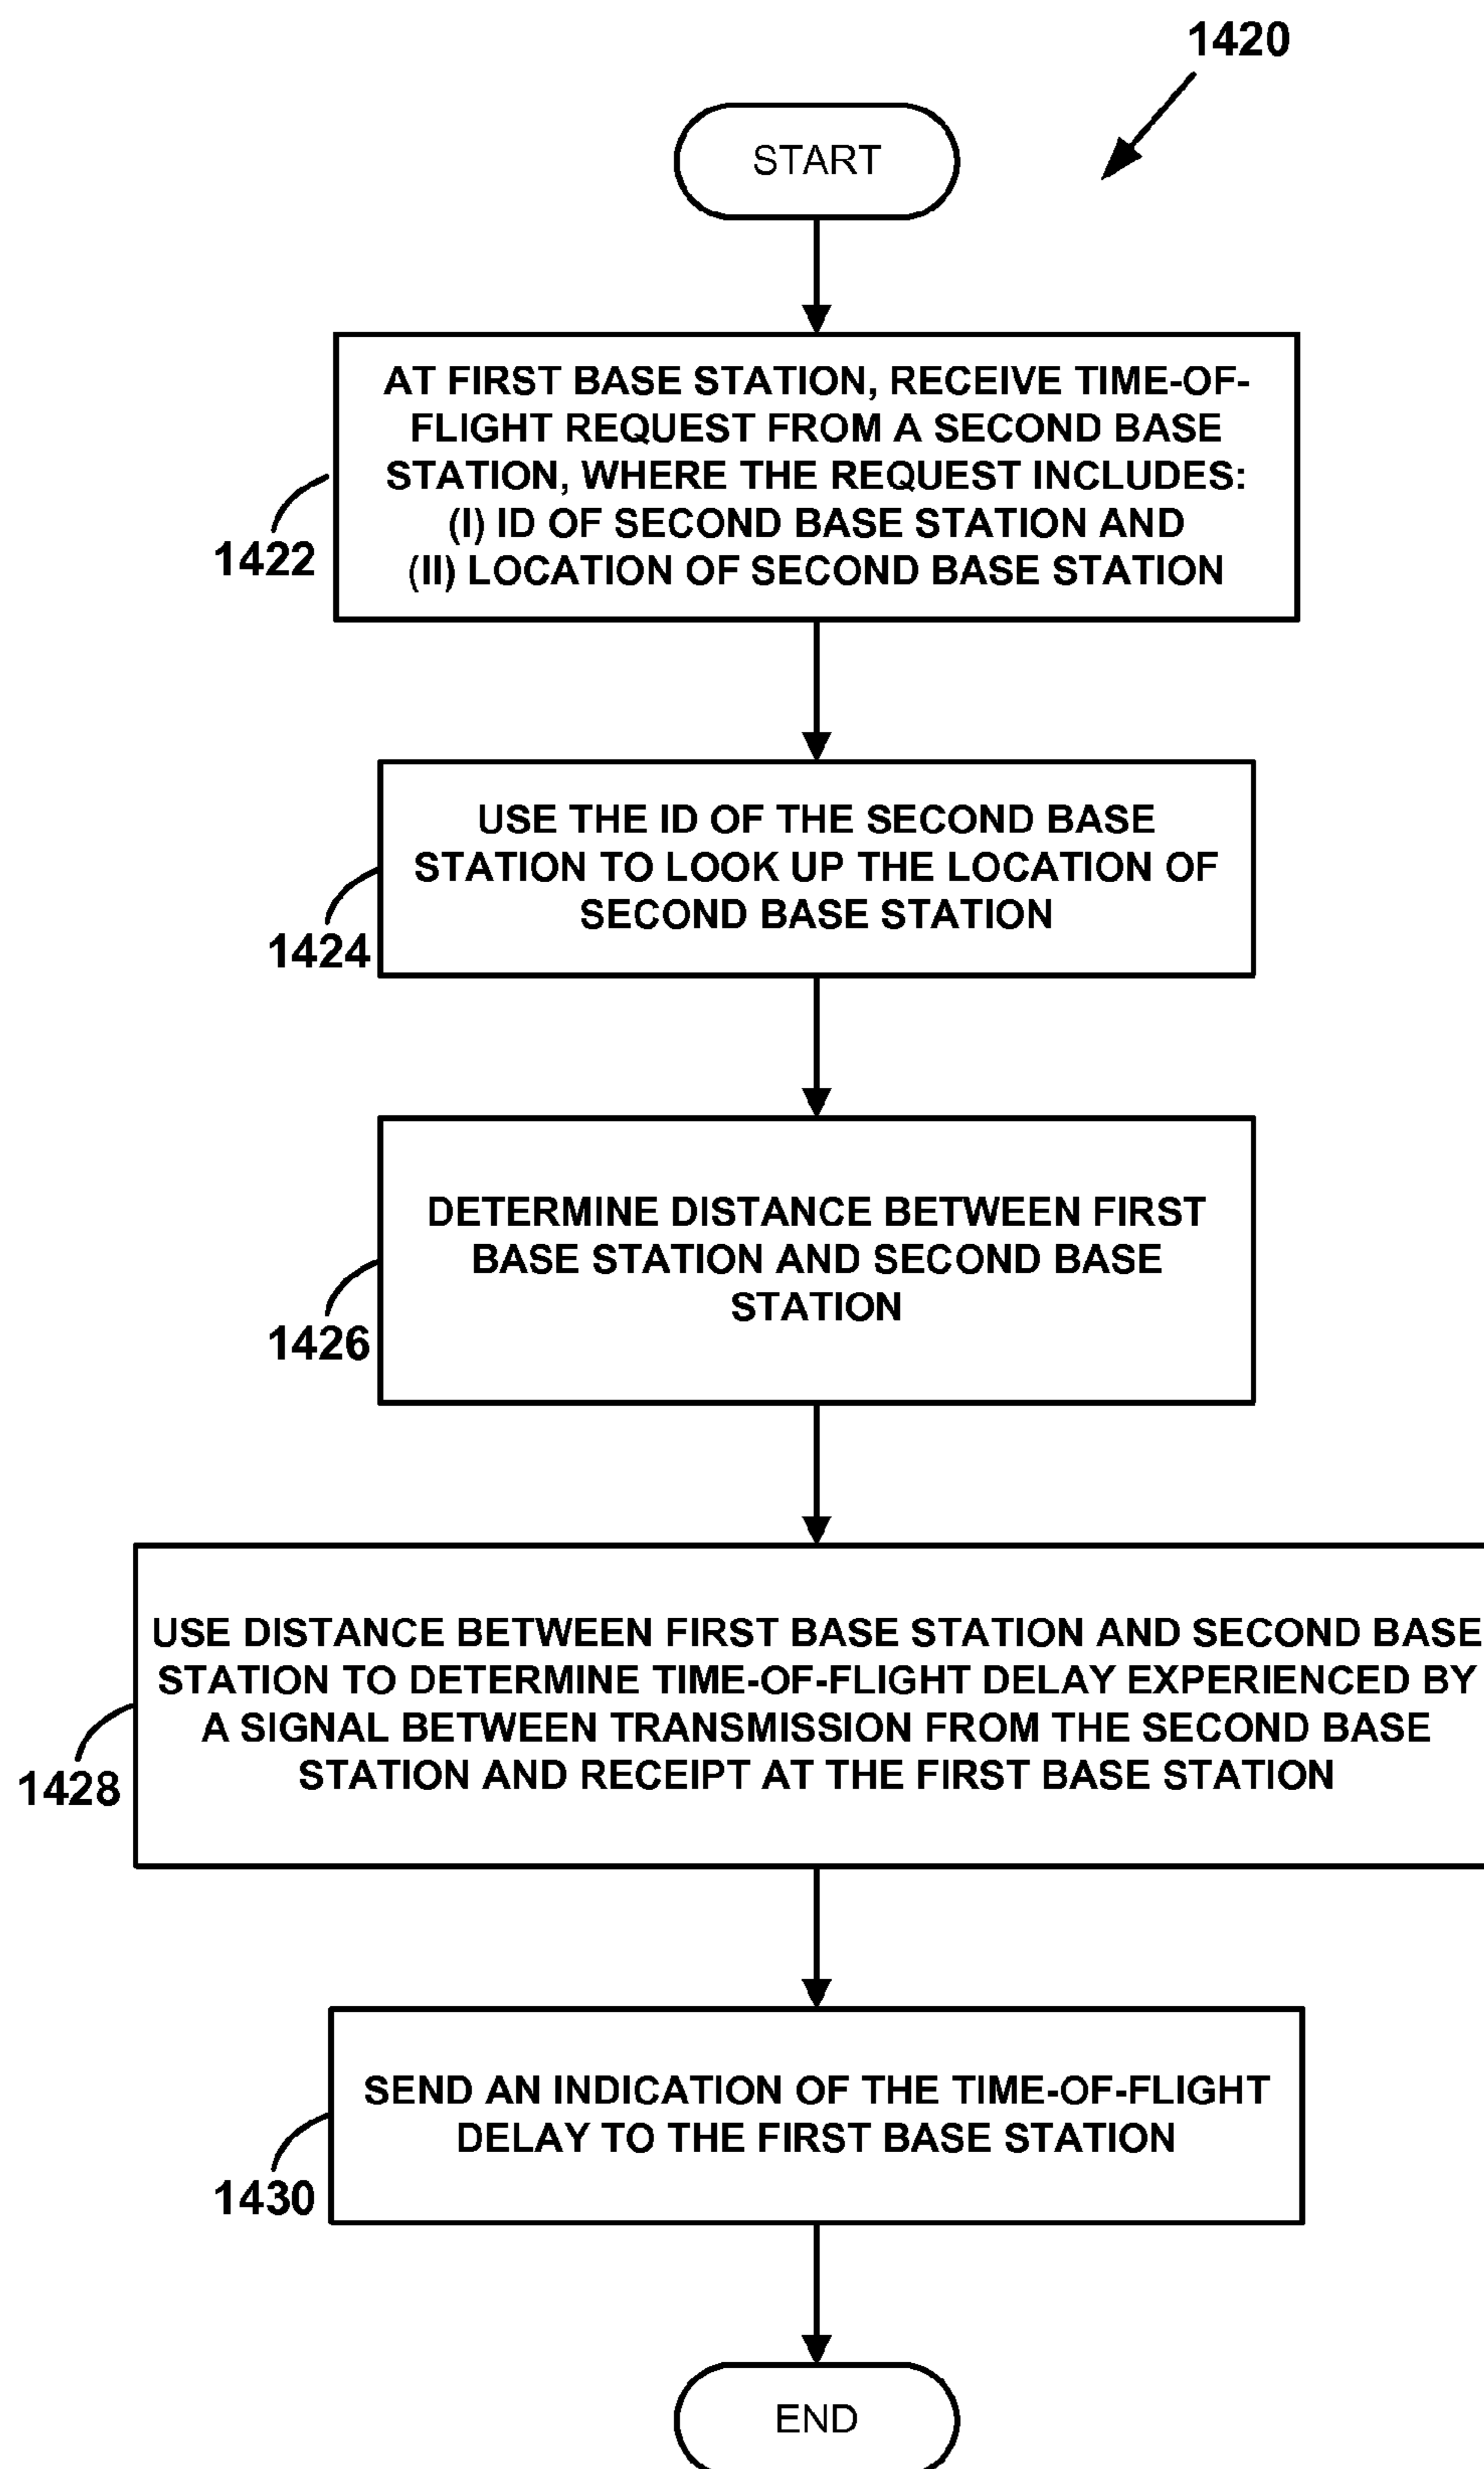 1420
START
AT FIRST BASE STATION, RECEIVE TIME-OF-
FLIGHT REQUEST FROM A SECOND BASE
STATION, WHERE THE REQUEST INCLUDES:
(I) ID OF SECOND BASE STATION AND
(II) LOCATION OF SECOND BASE STATION
1422
USE THE ID OF THE SECOND BASE
STATION TO LOOK UP THE LOCATION OF
SECOND BASE STATION
1424
DETERMINE DISTANCE BETWEEN FIRST
BASE STATION AND SECOND BASE
STATION
1426
USE DISTANCE BETWEEN FIRST BASE STATION AND SECOND BASE
STATION TO DETERMINE TIME-OF-FLIGHT DELAY EXPERIENCED BY
A SIGNAL BETWEEN TRANSMISSION FROM THE SECOND BASE
STATION AND RECEIPT AT THE FIRST BASE STATION
1428
SEND AN INDICATION OF THE TIME-OF-FLIGHT
DELAY TO THE FIRST BASE STATION
1430
END